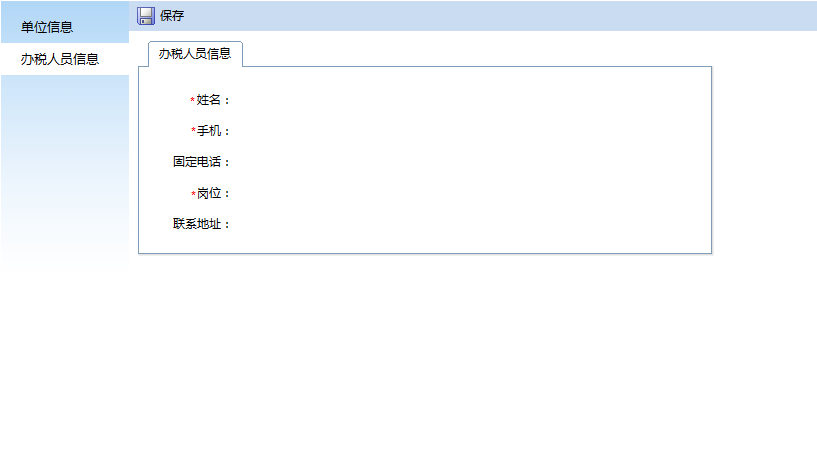 单位信息
办税人员信息
保存
办税人员信息
*姓名：
*手机：
固定电话：
*岗位：
联系地址：